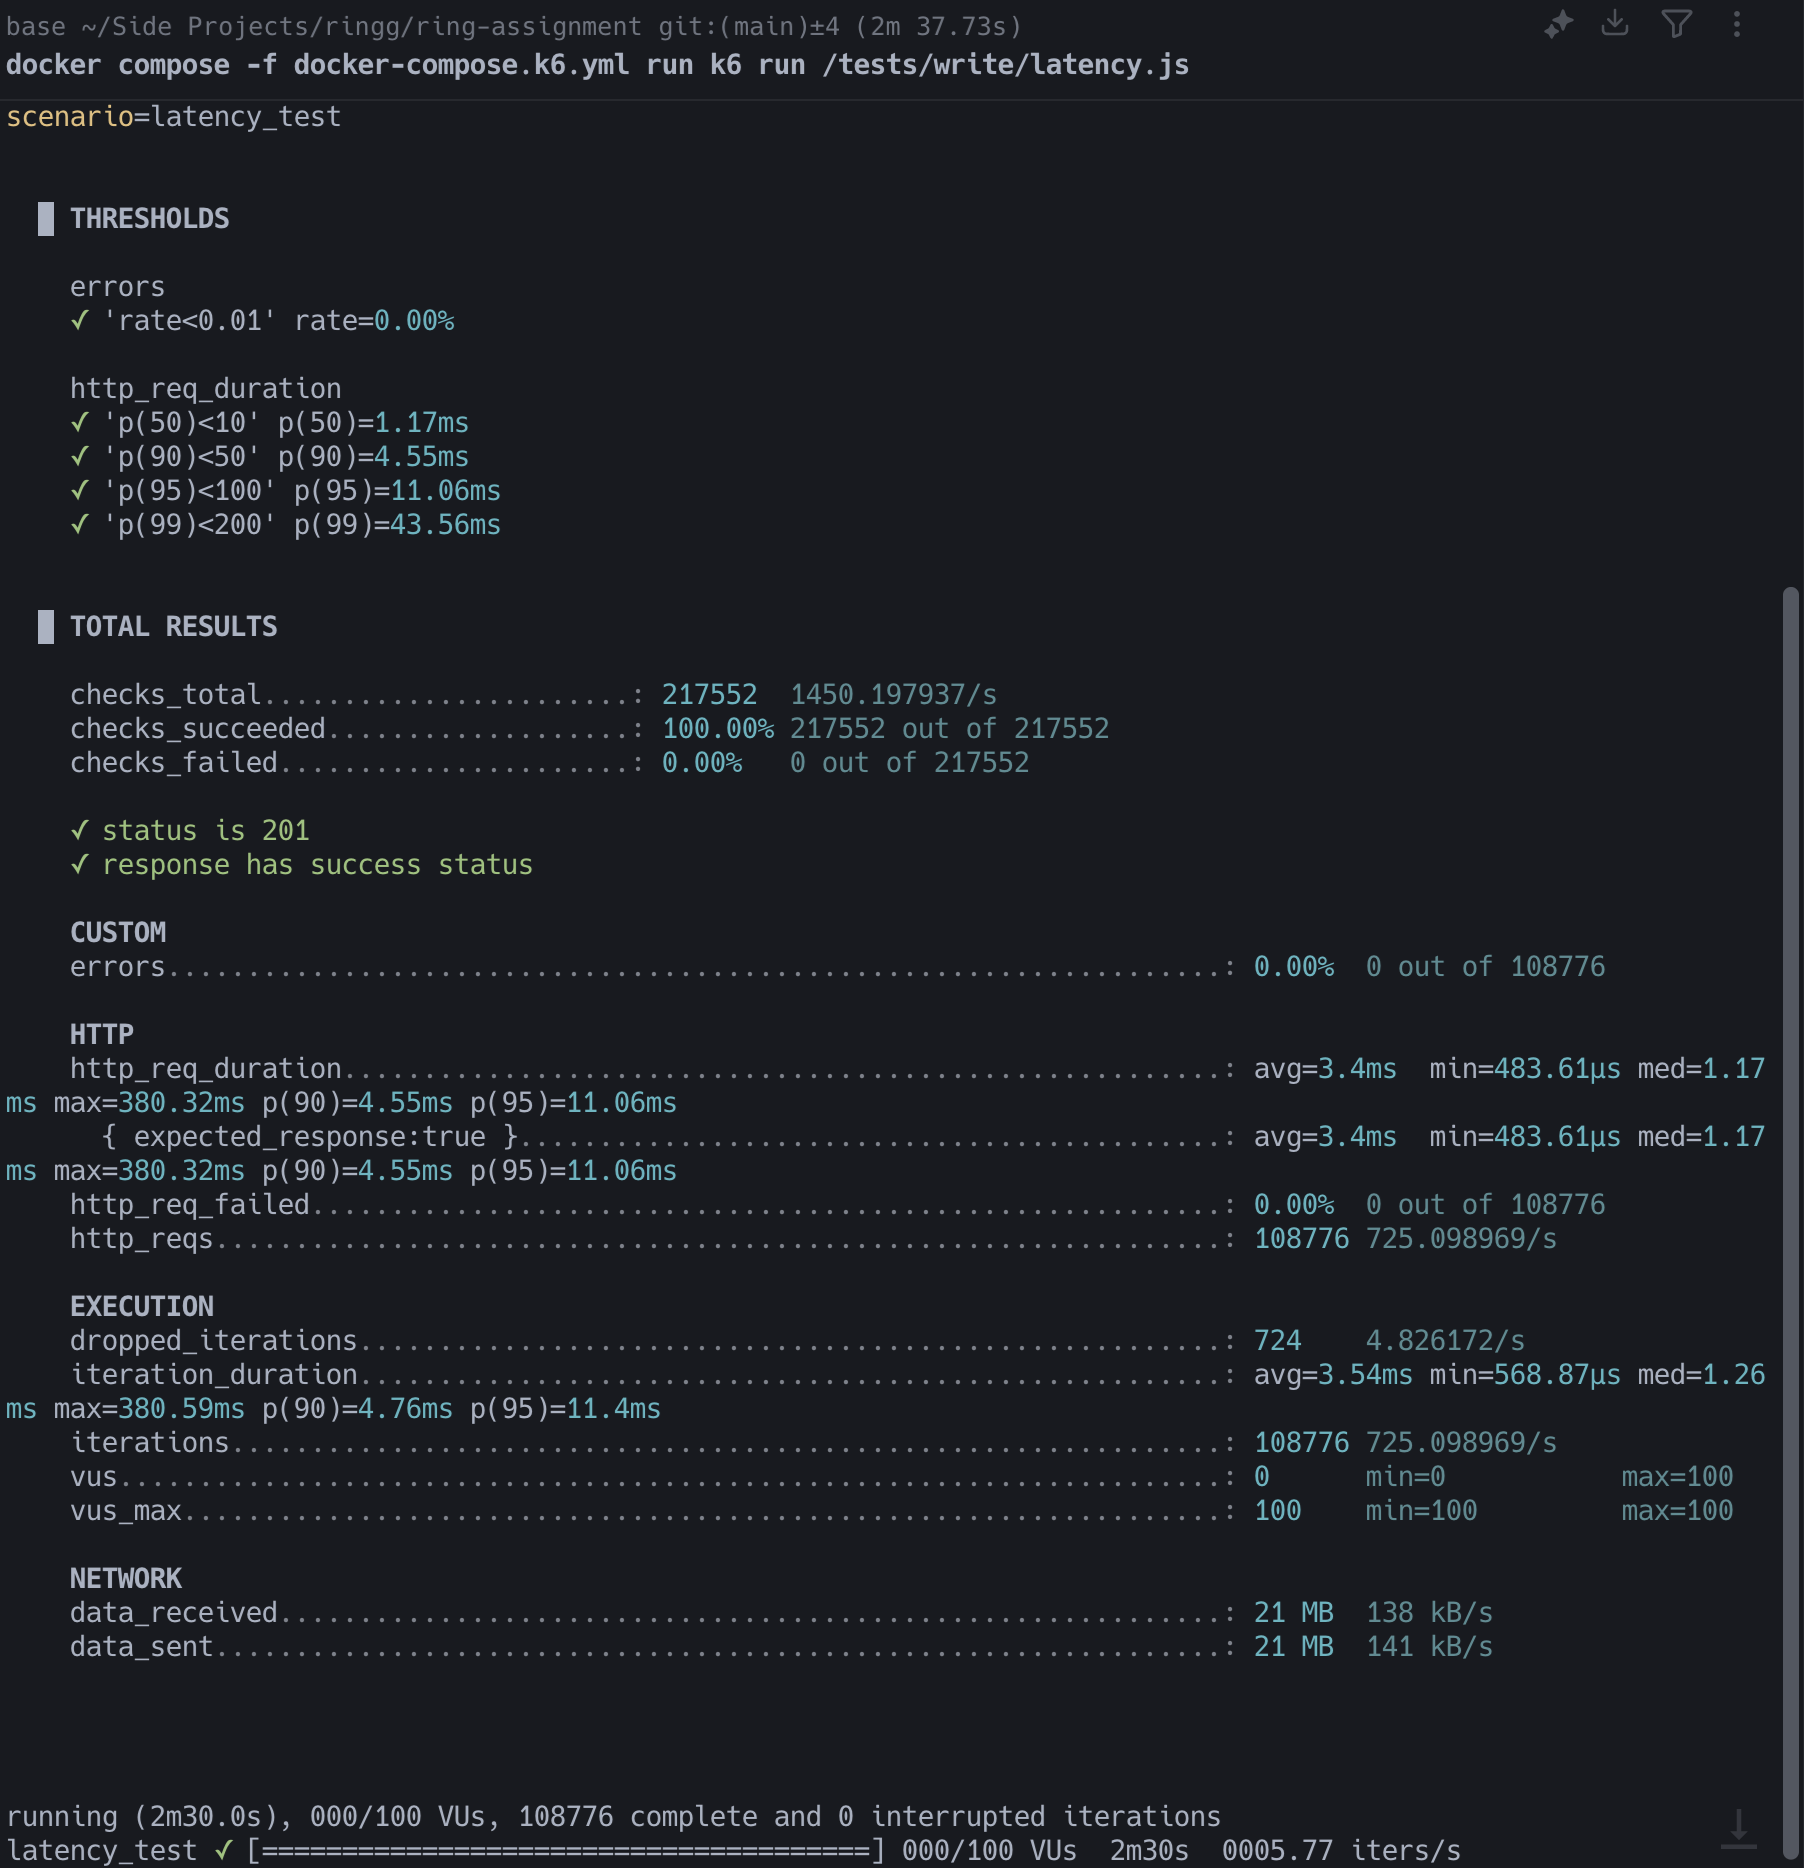 base ~/Side Projects/ringg/ring-assignment git:(main)±4 (2m 37.73s)
docker compose -f docker-compose.k6.yml run k6 run /tests/write/latency.js
scenario=latency_test
THRESHOLDS
errors
✓ 'rate<0.01' rate=0.00%
http_req_duration
✓ 'p(50)<10' p(50)=1.17ms
✓ 'p(90)<50' p(90)=4.55ms
✓ 'p(95)<100' p(95)=11.06ms
✓ 'p(99)<200' p(99)=43.56ms
TOTAL RESULTS
checks_total.......................: 217552  1450.197937/s
checks_succeeded...................: 100.00% 217552 out of 217552
checks_failed......................: 0.00%   0 out of 217552
✓ status is 201
✓ response has success status
CUSTOM
errors..................................................................: 0.00%  0 out of 108776
HTTP
http_req_duration.......................................................: avg=3.4ms  min=483.61µs med=1.17
ms max=380.32ms p(90)=4.55ms p(95)=11.06ms
{ expected_response:true }............................................: avg=3.4ms  min=483.61µs med=1.17
ms max=380.32ms p(90)=4.55ms p(95)=11.06ms
http_req_failed.........................................................: 0.00%  0 out of 108776
http_reqs...............................................................: 108776 725.098969/s
EXECUTION
dropped_iterations......................................................: 724    4.826172/s
iteration_duration......................................................: avg=3.54ms min=568.87µs med=1.26
ms max=380.59ms p(90)=4.76ms p(95)=11.4ms
iterations..............................................................: 108776 725.098969/s
vus.....................................................................: 0      min=0           max=100
vus_max.................................................................: 100    min=100         max=100
NETWORK
data_received...........................................................: 21 MB  138 kB/s
data_sent...............................................................: 21 MB  141 kB/s
running (2m30.0s), 000/100 VUs, 108776 complete and 0 interrupted iterations
latency_test ✓ [======================================] 000/100 VUs  2m30s  0005.77 iters/s